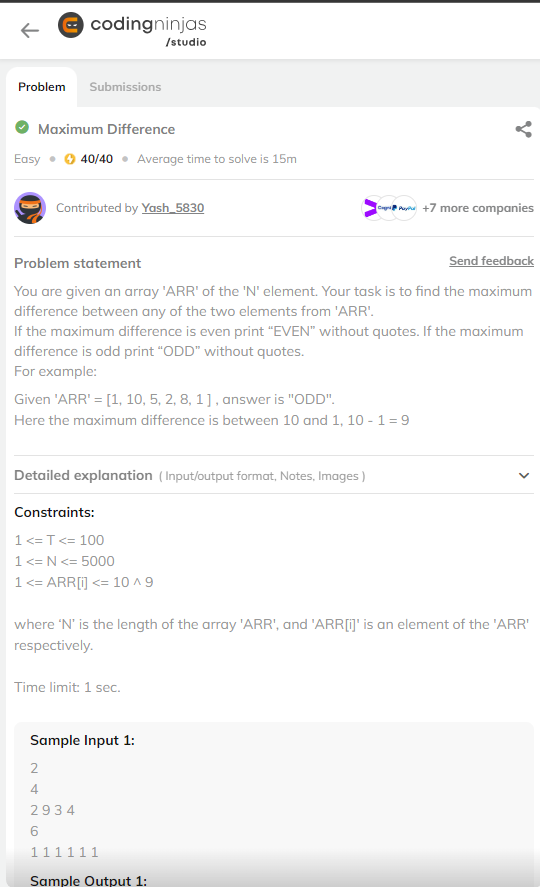 codingninjas
/studio
Problem Submissions
Maximum Difference
Easy • 40/40 • Average time to solve is 15m
Contributed by Yash_5830 Cogni PayPal +7 more companies
Problem statement Send feedback
You are given an array 'ARR' of the 'N' element. Your task is to find the maximum
difference between any of the two elements from 'ARR'.
If the maximum difference is even print “EVEN” without quotes. If the maximum
difference is odd print “ODD” without quotes.
For example:
Given 'ARR' = [1, 10, 5, 2, 8, 1 ] , answer is "ODD".
Here the maximum difference is between 10 and 1, 10 - 1 = 9
Detailed explanation ( Input/output format, Notes, Images )
Constraints:
1 <= T <= 100
1 <= N <= 5000
1 <= ARR[i] <= 10 ^ 9
where ‘N’ is the length of the array 'ARR', and 'ARR[i]' is an element of the 'ARR'
respectively.
Time limit: 1 sec.
Sample Input 1:
2
4
2 9 3 4
6
1 1 1 1 1 1
Sample Output 1: